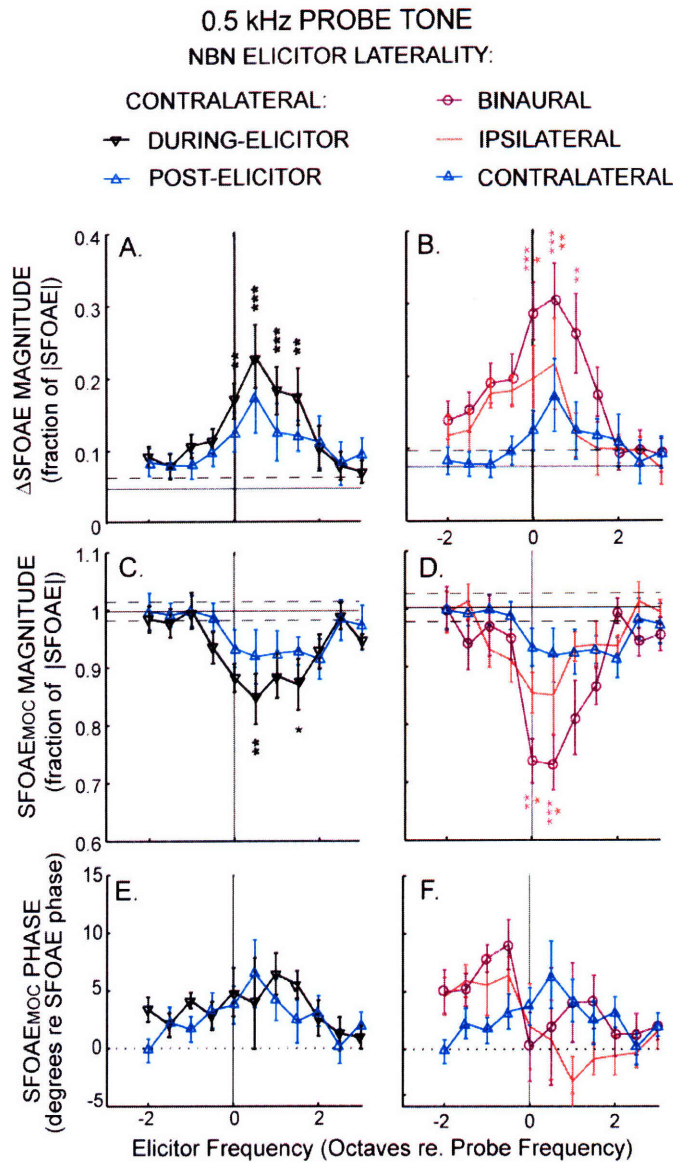 0.5 kHz PROBE TONE
NBN ELICITOR LATERALITY:
CONTRALATERAL:
DURING-ELICITOR
POST-ELICITOR
BINAURAL
IPSILATERAL
CONTRALATERAL
ΔSFOAE MAGNITUDE
(fraction of |SFOAE|)
0.4
0.3
0.2
0.1
0
A.
***
***
***
**
B.
-2 0 2
SFOAEMOC MAGNITUDE
(fraction of |SFOAE|)
1.1
1
0.9
0.8
0.7
0.6
C.
**
*
D.
SFOAEMOC PHASE
(degrees re SFOAE phase)
15
10
5
0
-5
E.
F.
-2 0 2
-2 0 2
Elicitor Frequency (Octaves re. Probe Frequency)